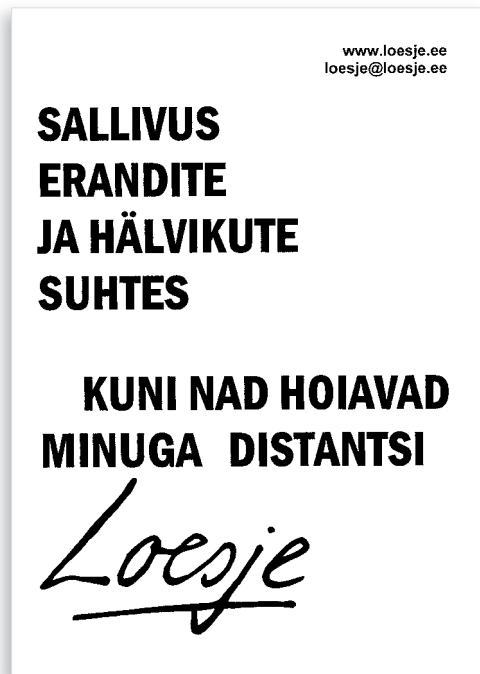 www.loesje.ee
loesje@loesje.ee
SALLIVUS
ERANDITE
JA HÄLVIKUTE
SUHTES
KUNI NAD HOIAVAD
MINUGA DISTANTSI
Loesje